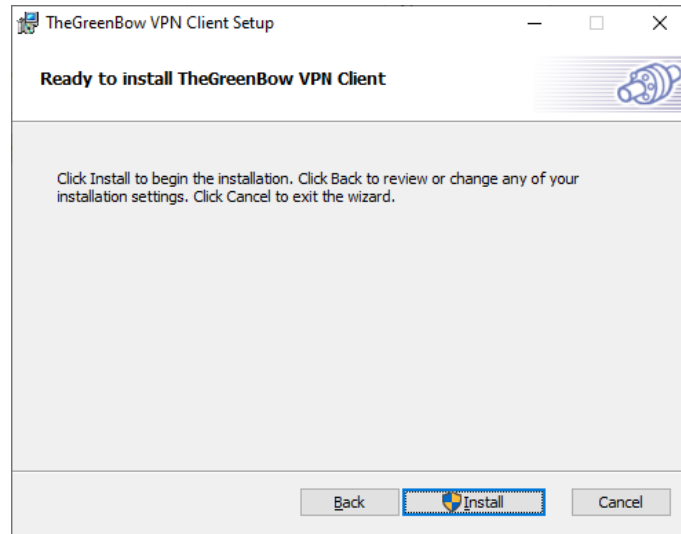 TheGreenBow VPN Client Setup
Ready to install TheGreenBow VPN Client
Click Install to begin the installation. Click Back to review or change any of your
installation settings. Click Cancel to exit the wizard.
Back
Install
Cancel